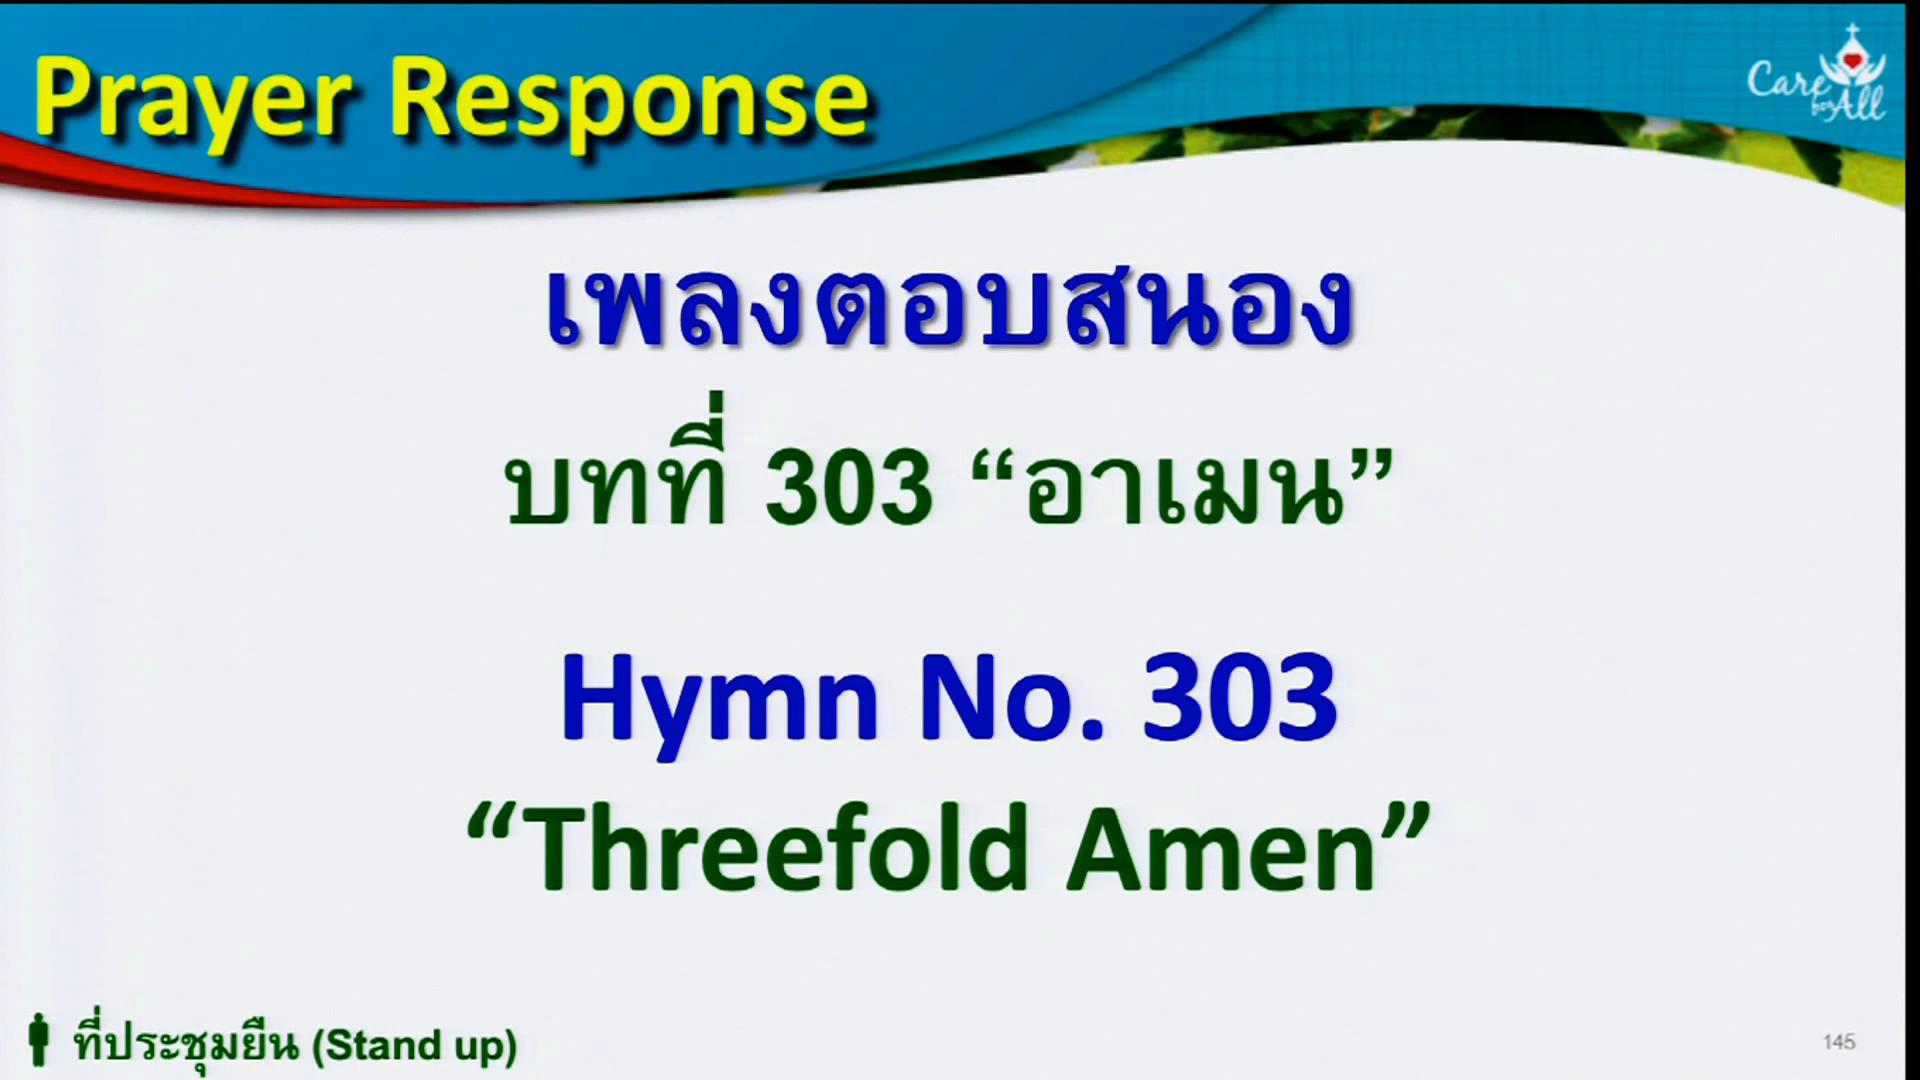 Prayer Response
Care
for All
เพลงตอบสนอง
บทที่ 303 “อาเมน”
Hymn No. 303
“Threefold Amen”
ที่ประชุมยืน (Stand up)
145